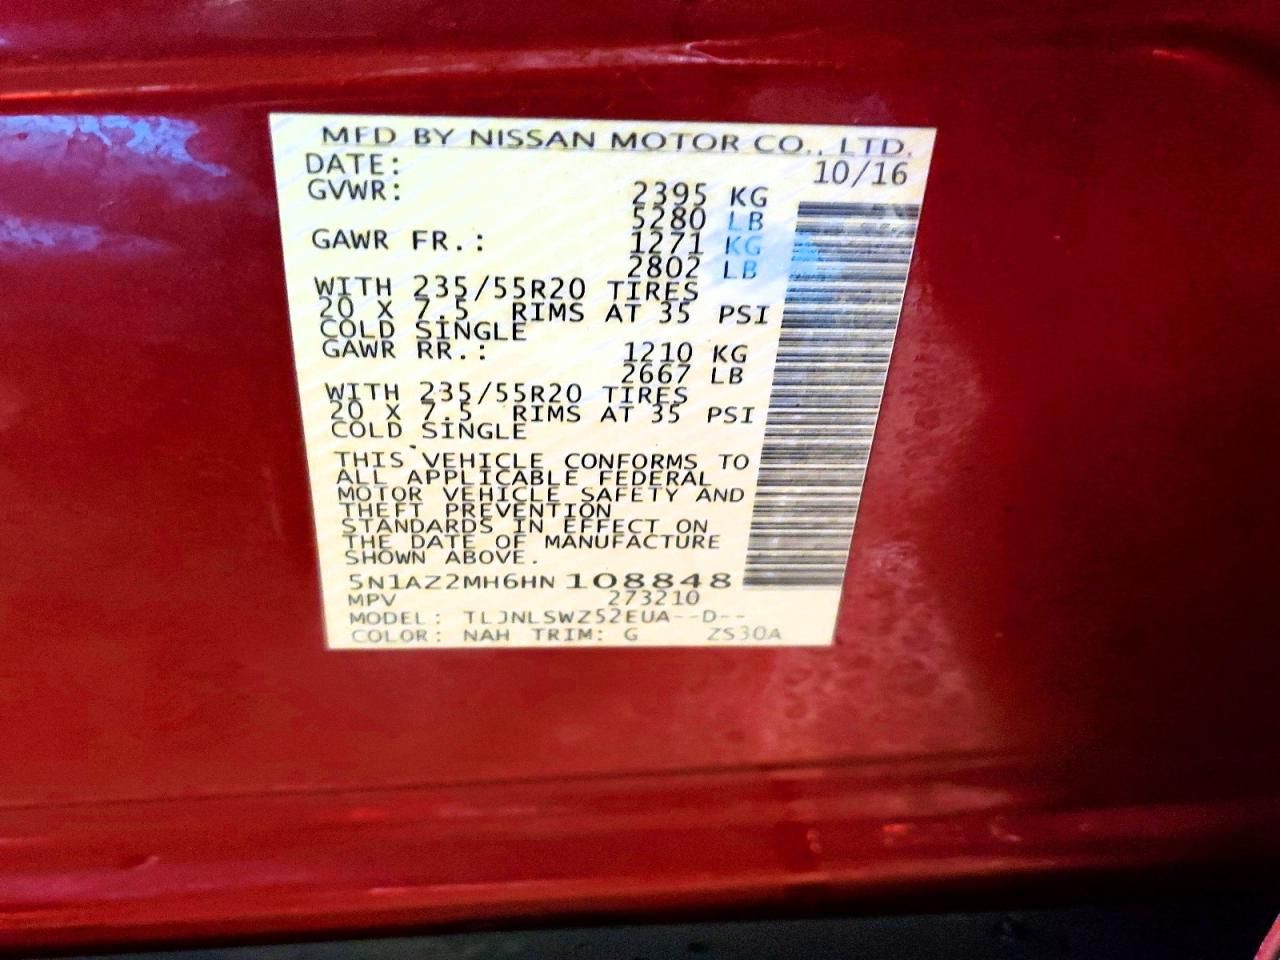 MFD BY NISSAN MOTOR CO., LTD.
DATE: 10/16
GVWR: 2395 KG
5280 LB
GAWR FR.: 1271 KG
2802 LB
WITH 235/55R20 TIRES
20 X 7.5 RIMS AT 35 PSI
COLD SINGLE
GAWR RR.: 1210 KG
2667 LB
WITH 235/55R20 TIRES
20 X 7.5 RIMS AT 35 PSI
COLD SINGLE
THIS VEHICLE CONFORMS TO
ALL APPLICABLE FEDERAL
MOTOR VEHICLE SAFETY AND
THEFT PREVENTION
STANDARDS IN EFFECT ON
THE DATE OF MANUFACTURE
SHOWN ABOVE.
5N1AZ2MH6HN108848
MPV 273210
MODEL: TLJNLSWZ52EUA--D--
COLOR: NAH TRIM: G ZS30A